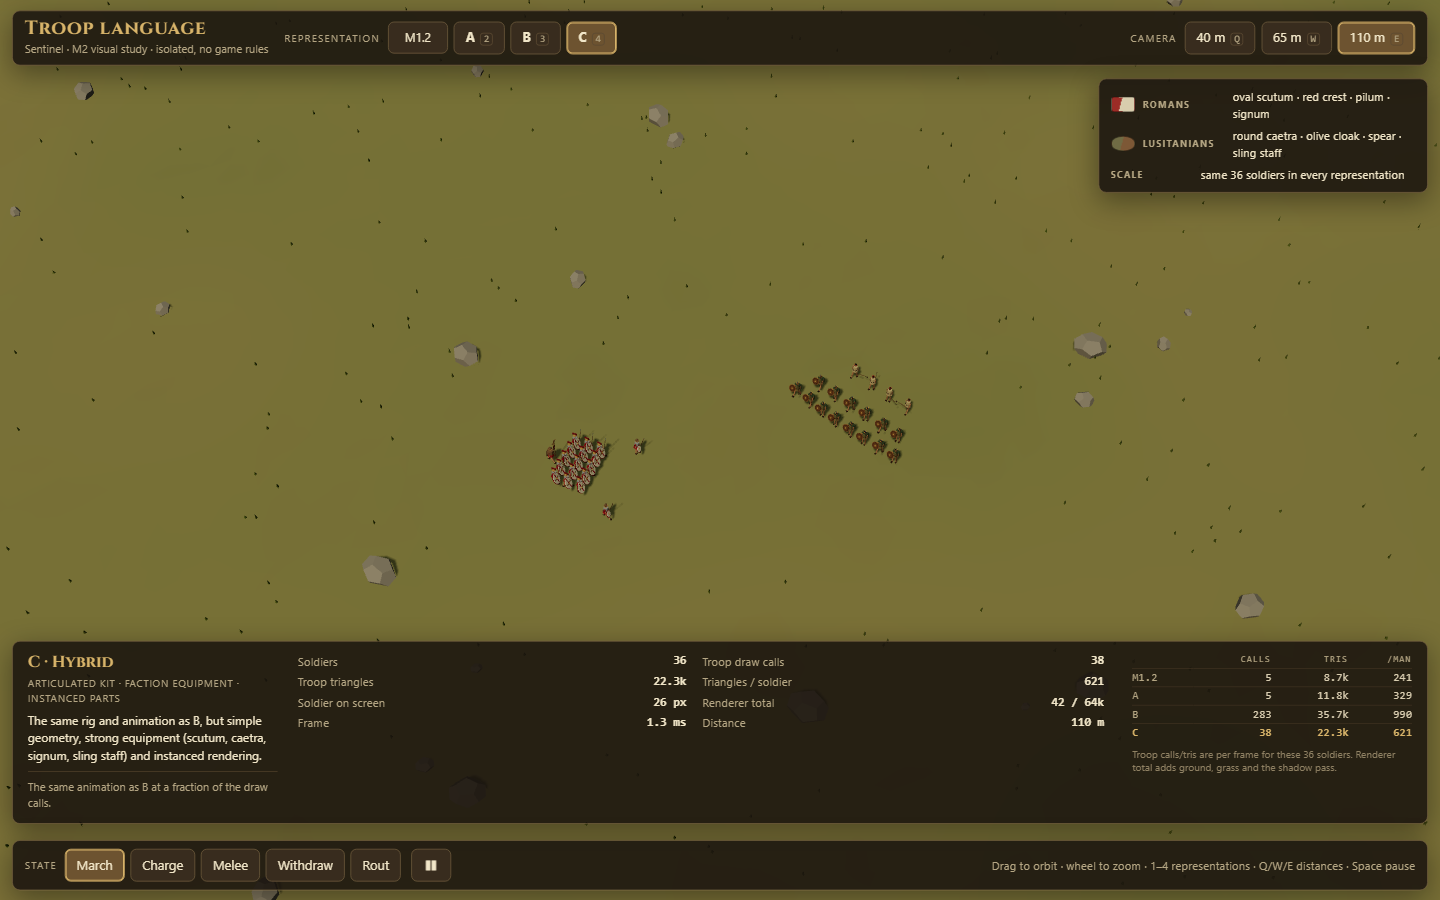 TROOP LANGUAGE
Sentinel · M2 visual study · isolated, no game rules
REPRESENTATION
M1.2
A 2
B 3
C 4
CAMERA
40 m Q
65 m W
110 m E
ROMANS
oval scutum · red crest · pilum ·
signum
LUSITANIANS
round caetra · olive cloak · spear ·
sling staff
SCALE
same 36 soldiers in every representation
C · HYBRID
ARTICULATED KIT · FACTION EQUIPMENT ·
INSTANCED PARTS
The same rig and animation as B, but simple
geometry, strong equipment (scutum, caetra,
signum, sling staff) and instanced rendering.
The same animation as B at a fraction of the draw
calls.
Soldiers 36
Troop triangles 22.3k
Soldier on screen 26 px
Frame 1.3 ms
Troop draw calls 38
Triangles / soldier 621
Renderer total 42 / 64k
Distance 110 m
CALLS TRIS /MAN
M1.2 5 8.7k 241
A 5 11.8k 329
B 283 35.7k 990
C 38 22.3k 621
Troop calls/tris are per frame for these 36 soldiers. Renderer
total adds ground, grass and the shadow pass.
STATE
March
Charge
Melee
Withdraw
Rout
Drag to orbit · wheel to zoom · 1–4 representations · Q/W/E distances · Space pause